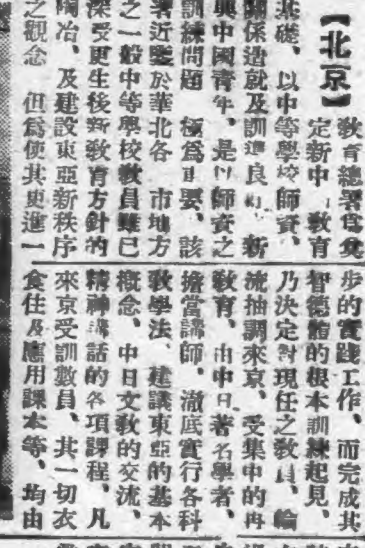 【北京】教育總署爲奠
定新中 教育
基礎、以中等學校師資、
關係造就及訓 良 新
興中國青年、是以師資之
訓練問題 極爲 要、該
署近鑒於華北各 市地方
之一般中等學校教員雖已
深受更生後新教育方針的
陶冶、及建設東亞新秩序
之觀念 但爲使其更進一
步的實踐工作、而完成其
智德體的根本訓練起見、
乃決定對現任之教員、輪
流抽調來京、受集中的再
教育、由中日著名學者、
擔當講師、澈底實行各科
教學法 建議東亞的基本
概念、中日文教的交流、
精神講話的各項課程、凡
來京受訓教員、其一切衣
食住及應用課本等、均由